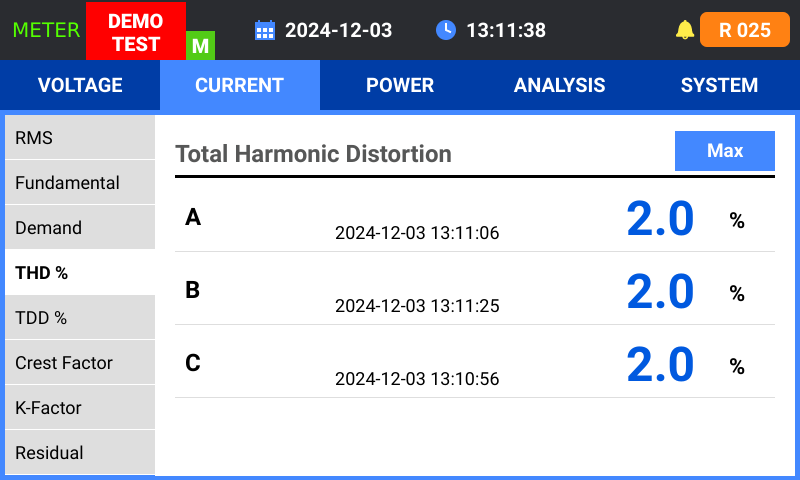 METER
DEMO
TEST
M
2024-12-03
13:11:38
R 025
VOLTAGE
CURRENT
POWER
ANALYSIS
SYSTEM
RMS
Fundamental
Demand
THD %
TDD %
Crest Factor
K-Factor
Residual
Total Harmonic Distortion
Max
A 2024-12-03 13:11:06 2.0 %
B 2024-12-03 13:11:25 2.0 %
C 2024-12-03 13:10:56 2.0 %